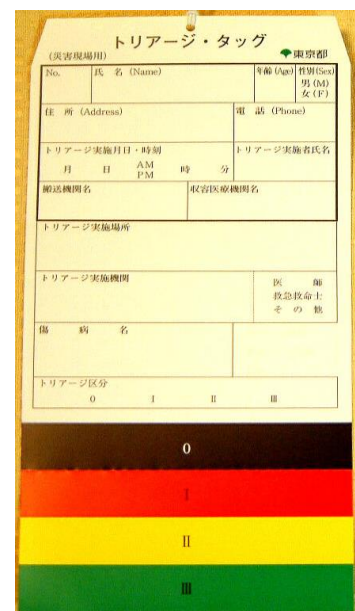 トリアージ・タッグ
(災害現場用) 東京都
No. 氏 名 (Name) 年齢 (Age) 性別(Sex)
男 (M)
女 (F)
住 所 (Address) 電 話 (Phone)
トリアージ実施月日・時刻 トリアージ実施者氏名
月 日 AM 時 分
PM
搬送機関名 収容医療機関名
トリアージ実施場所
トリアージ実施機関 医 師
救急救命士
そ の 他
傷 病 名
トリアージ区分
0 I II III
0
I
II
III